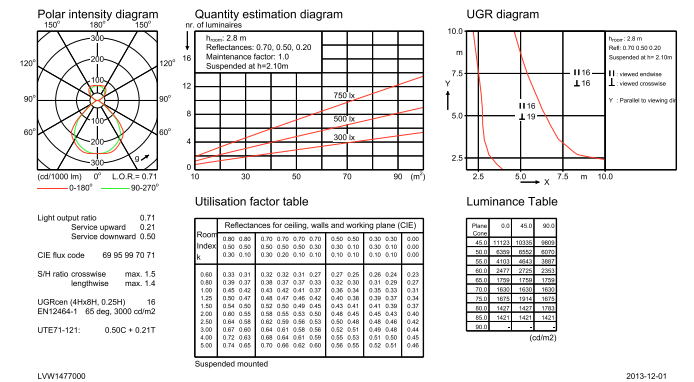 Polar intensity diagram
150° 180° 150°
120° 120°
90° 90°
60° 60°
300
200
100
100
200
300
g
(cd/1000 lm) 0° L.O.R.= 0.71
0-180° 90-270°
Light output ratio 0.71
Service upward 0.21
Service downward 0.50
CIE flux code 69 95 99 70 71
S/H ratio crosswise max. 1.5
S/H ratio lengthwise max. 1.4
UGRcen (4Hx8H, 0.25H) 16
EN12464-1 65 deg, 3000 cd/m2
UTE71-121: 0.50C + 0.21T
LVW1477000
Quantity estimation diagram
nr. of luminaires
h room: 2.8 m
Reflectances: 0.70, 0.50, 0.20
Maintenance factor: 1.0
Suspended at h=2.10m
16
12
8
4
0
750 lx
500 lx
300 lx
10 30 50 70 90 (m²)
Utilisation factor table
Room Index k
Reflectances for ceiling, walls and working plane (CIE)
0.80 0.80 0.70 0.70 0.70 0.70 0.50 0.50 0.30 0.30 0.00
0.50 0.50 0.50 0.50 0.50 0.30 0.30 0.10 0.30 0.10 0.00
0.30 0.10 0.30 0.20 0.10 0.10 0.10 0.10 0.10 0.10 0.00
0.60 0.33 0.31 0.32 0.32 0.31 0.27 0.27 0.25 0.26 0.24 0.23
0.80 0.39 0.37 0.38 0.37 0.37 0.33 0.32 0.30 0.31 0.29 0.27
1.00 0.45 0.42 0.43 0.42 0.41 0.37 0.36 0.34 0.35 0.33 0.31
1.25 0.50 0.47 0.48 0.47 0.46 0.42 0.40 0.38 0.39 0.37 0.34
1.50 0.54 0.50 0.52 0.50 0.49 0.45 0.43 0.41 0.41 0.39 0.37
2.00 0.60 0.55 0.58 0.55 0.53 0.50 0.48 0.46 0.45 0.44 0.40
2.50 0.64 0.58 0.62 0.59 0.56 0.53 0.50 0.48 0.48 0.46 0.42
3.00 0.67 0.60 0.64 0.61 0.58 0.56 0.52 0.51 0.49 0.48 0.44
4.00 0.72 0.63 0.68 0.64 0.61 0.59 0.55 0.53 0.51 0.50 0.45
5.00 0.74 0.65 0.70 0.66 0.62 0.60 0.56 0.55 0.52 0.51 0.46
Suspended mounted
UGR diagram
10.0
m
7.5
Y
5.0
2.5
16
16
16
19
2.5 5.0 7.5 m 10.0
X
h room: 2.8 m
Refl: 0.70 0.50 0.20
Suspended at h= 2.10m
: viewed endwise
: viewed crosswise
Y : Parallel to viewing dir
Luminance Table
Plane 0.0 45.0 90.0
Cone
45.0 11123 10335 9809
50.0 6359 6552 6070
55.0 4103 4643 3887
60.0 2477 2725 2353
65.0 1759 1759 1759
70.0 1630 1630 1630
75.0 1675 1914 1675
80.0 1427 1427 1783
85.0 1421 1421 1421
90.0 - - -
(cd/m2)
2013-12-01